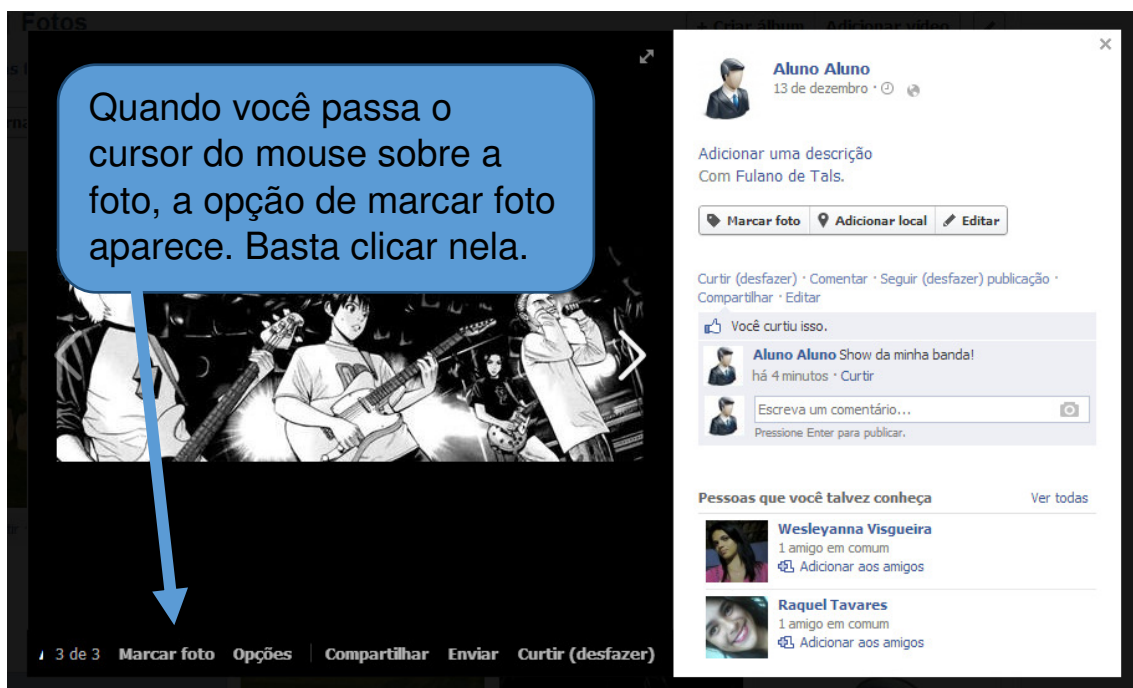 Fotos
+ Criar álbum Adicionar vídeo
Quando você passa o
cursor do mouse sobre a
foto, a opção de marcar foto
aparece. Basta clicar nela.
3 de 3 Marcar foto Opções Compartilhar Enviar Curtir (desfazer)
Aluno Aluno
13 de dezembro ·
Adicionar uma descrição
Com Fulano de Tals.
Marcar foto Adicionar local Editar
Curtir (desfazer) · Comentar · Seguir (desfazer) publicação ·
Compartilhar · Editar
Você curtiu isso.
Aluno Aluno Show da minha banda!
há 4 minutos · Curtir
Escreva um comentário...
Pressione Enter para publicar.
Pessoas que você talvez conheça Ver todas
Wesleyanna Visgueira
1 amigo em comum
Adicionar aos amigos
Raquel Tavares
1 amigo em comum
Adicionar aos amigos